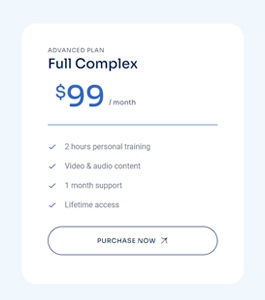 ADVANCED PLAN
Full Complex
$99 / month
2 hours personal training
Video & audio content
1 month support
Lifetime access
PURCHASE NOW